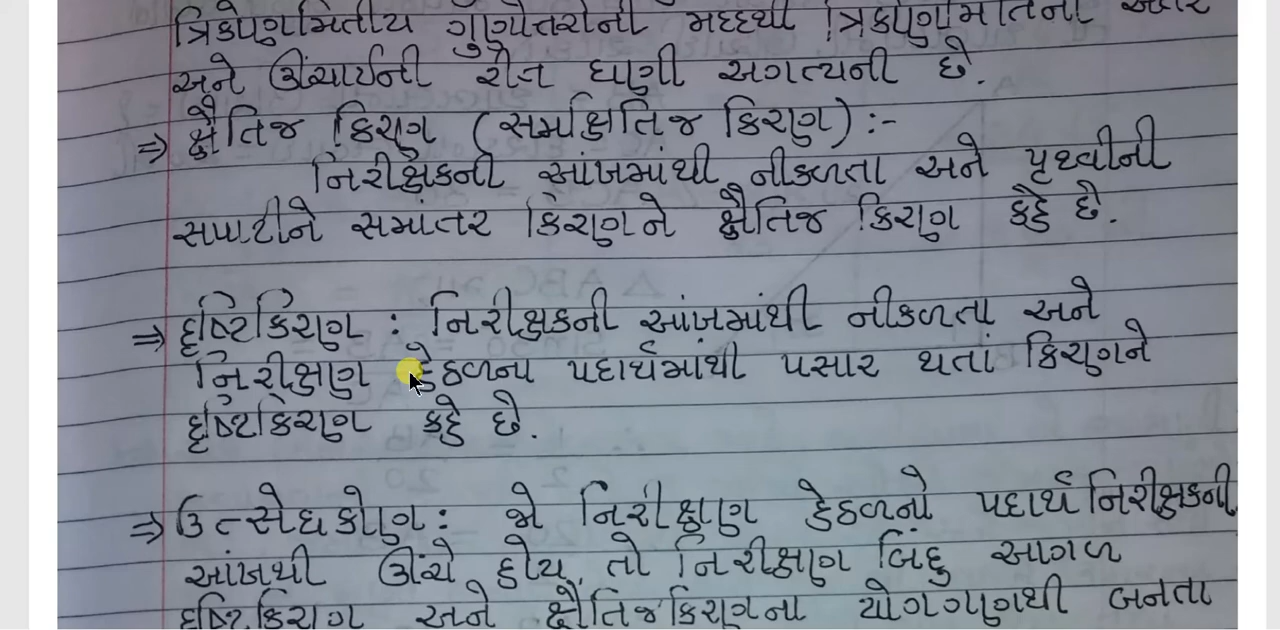 ત્રિકોણમિતીય ગુણોત્તરોની મદદથી ત્રિકોણમિતિના અંતર
અને ઊંચાઈની રીત ઘણી અગત્યની છે.
⇒ ક્ષૈતિજ કિરણ (સમક્ષિતિજ કિરણ) :-
નિરીક્ષકની આંખમાંથી નીકળતા અને પૃથ્વીની
સપાટીને સમાંતર કિરણને ક્ષૈતિજ કિરણ કહે છે.
⇒ દૃષ્ટિકિરણ : નિરીક્ષકની આંખમાંથી નીકળતા અને
નિરીક્ષણ હેઠળના પદાર્થમાંથી પસાર થતાં કિરણને
દૃષ્ટિકિરણ કહે છે.
⇒ ઉત્સેધકોણ : જો નિરીક્ષણ હેઠળનો પદાર્થ નિરીક્ષકની
આંખથી ઊંચે હોય, તો નિરીક્ષણ બિંદુ આગળ
દૃષ્ટિકિરણ અને ક્ષૈતિજકિરણના યોગગણથી બનતા